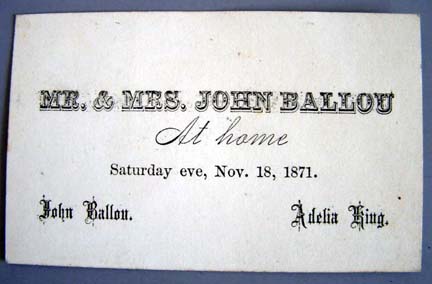 MR. & MRS. JOHN BALLOU
At home
Saturday eve, Nov. 18, 1871.
John Ballou. Adelia King.